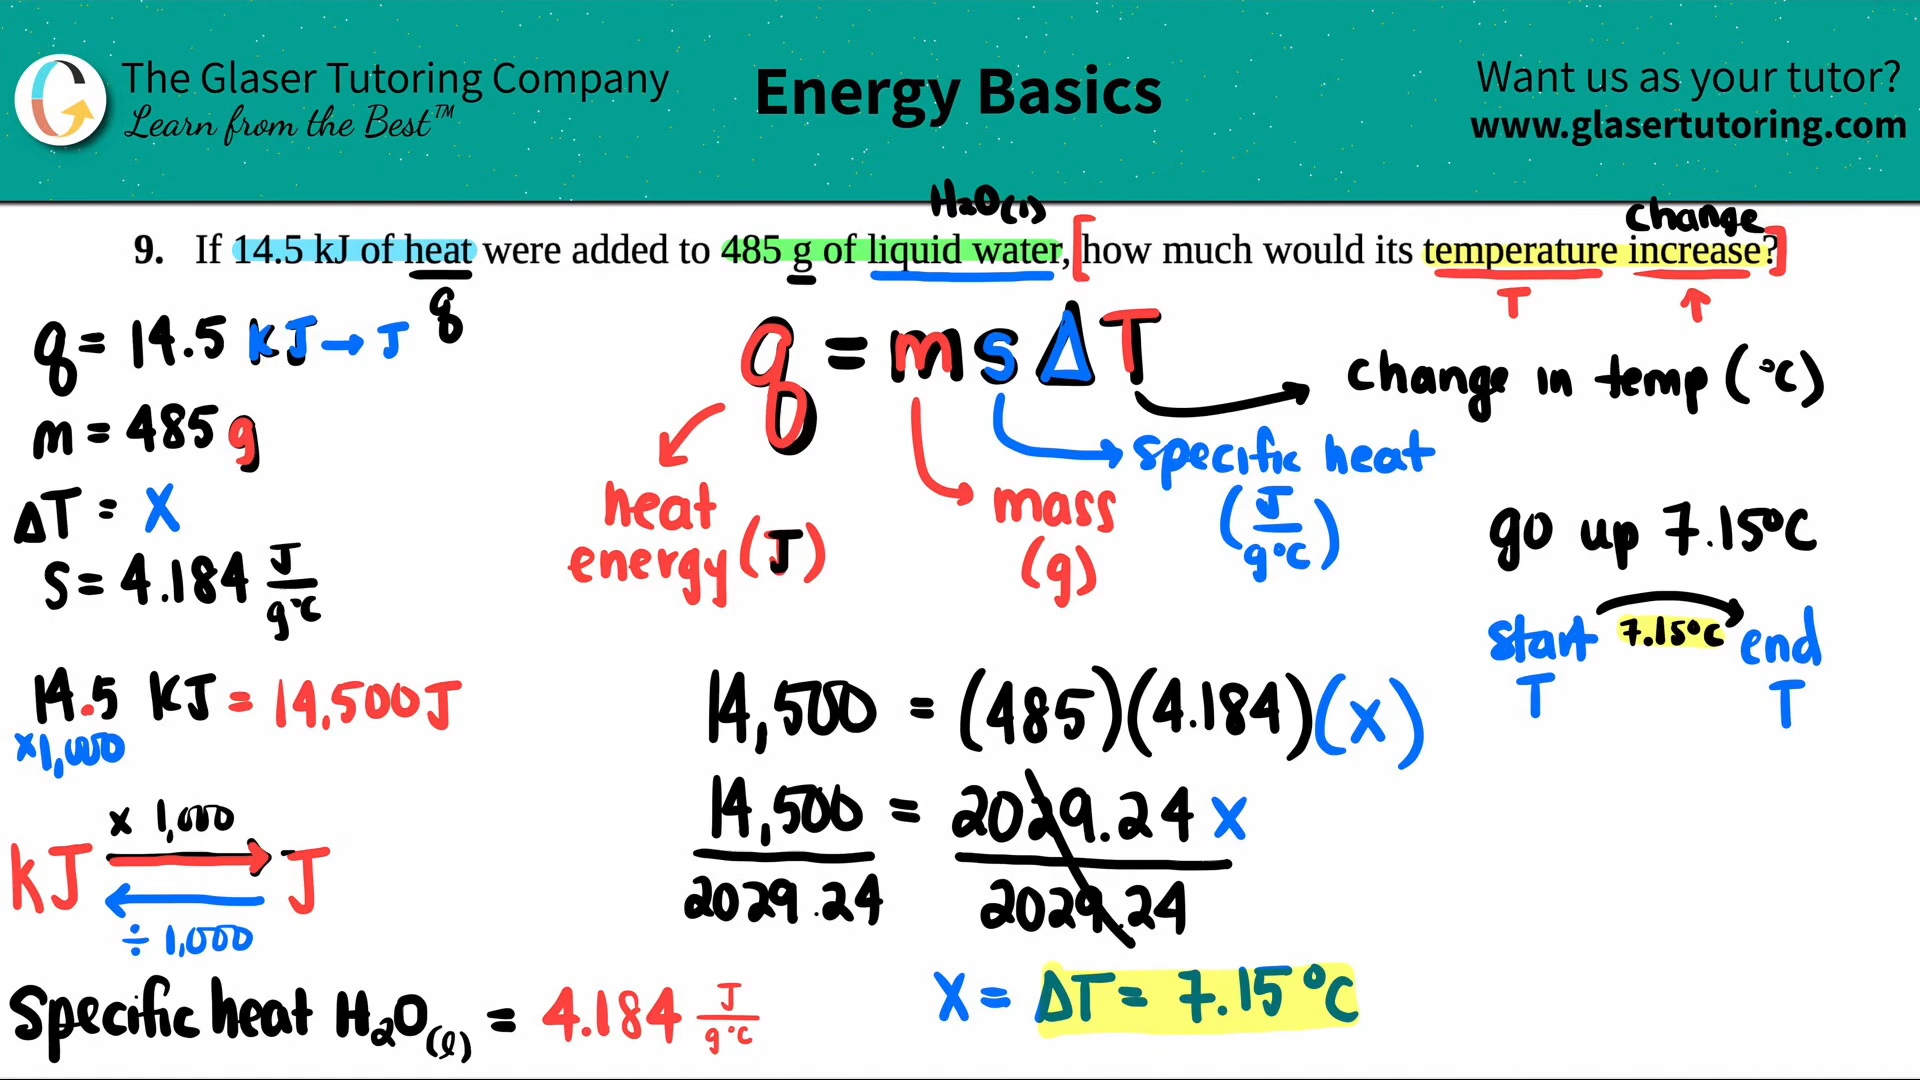 The Glaser Tutoring Company
Learn from the Best™
Energy Basics
Want us as your tutor?
www.glasertutoring.com
H₂O(l)
change
9. If 14.5 kJ of heat were added to 485 g of liquid water, [how much would its temperature increase?]
q
T ↑
q = 14.5 kJ → J
m = 485 g
ΔT = x
s = 4.184 J/g°C
q = m s Δ T
change in temp (°C)
specific heat
(J/g°C)
mass
(g)
heat
energy (J)
go up 7.15°C
start 7.15°C end
T T
14.5 kJ = 14,500 J
x1,000
x 1,000
kJ J
÷ 1,000
Specific heat H₂O(l) = 4.184 J/g°C
14,500 = (485)(4.184)(x)
14,500 = 2029.24 x
2029.24 2029.24
x = ΔT = 7.15°C